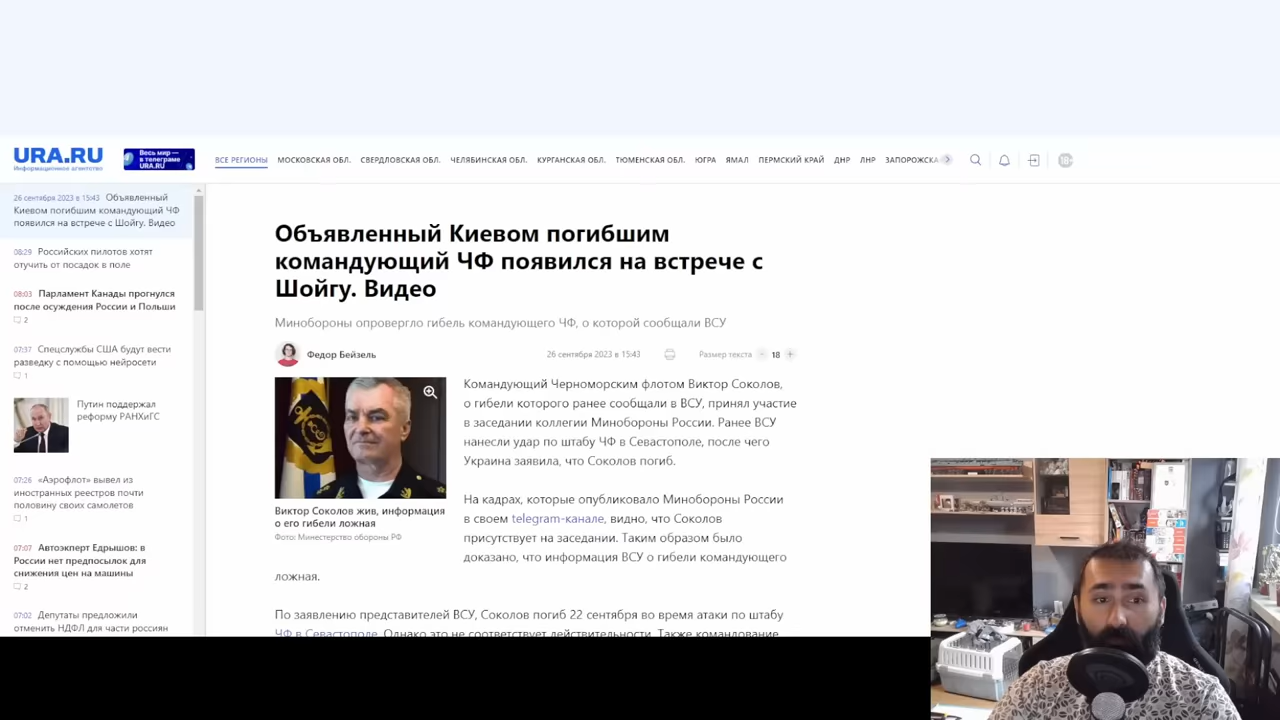 URA.RU
Информационное агентство
Весь мир —
в телеграме
URA.RU
ВСЕ РЕГИОНЫ
МОСКОВСКАЯ ОБЛ.
СВЕРДЛОВСКАЯ ОБЛ.
ЧЕЛЯБИНСКАЯ ОБЛ.
КУРГАНСКАЯ ОБЛ.
ТЮМЕНСКАЯ ОБЛ.
ЮГРА
ЯМАЛ
ПЕРМСКИЙ КРАЙ
ДНР
ЛНР
ЗАПОРОЖСКА
18+
26 сентября 2023 в 15:43 Объявленный
Киевом погибшим командующий ЧФ
появился на встрече с Шойгу. Видео
08:29 Российских пилотов хотят
отучить от посадок в поле
08:03 Парламент Канады прогнулся
после осуждения России и Польши
2
07:37 Спецслужбы США будут вести
разведку с помощью нейросети
1
Путин поддержал
реформу РАНХиГС
07:26 «Аэрофлот» вывел из
иностранных реестров почти
половину своих самолетов
1
07:07 Автоэксперт Едрышов: в
России нет предпосылок для
снижения цен на машины
2
07:02 Депутаты предложили
отменить НДФЛ для части россиян
Объявленный Киевом погибшим
командующий ЧФ появился на встрече с
Шойгу. Видео
Минобороны опровергло гибель командующего ЧФ, о которой сообщали ВСУ
Федор Бейзель
26 сентября 2023 в 15:43
Размер текста - 18 +
Виктор Соколов жив, информация
о его гибели ложная
Фото: Министерство обороны РФ
Командующий Черноморским флотом Виктор Соколов,
о гибели которого ранее сообщали в ВСУ, принял участие
в заседании коллегии Минобороны России. Ранее ВСУ
нанесли удар по штабу ЧФ в Севастополе, после чего
Украина заявила, что Соколов погиб.
На кадрах, которые опубликовало Минобороны России
в своем telegram-канале, видно, что Соколов
присутствует на заседании. Таким образом было
доказано, что информация ВСУ о гибели командующего
ложная.
По заявлению представителей ВСУ, Соколов погиб 22 сентября во время атаки по штабу
ЧФ в Севастополе. Однако это не соответствует действительности. Также командование